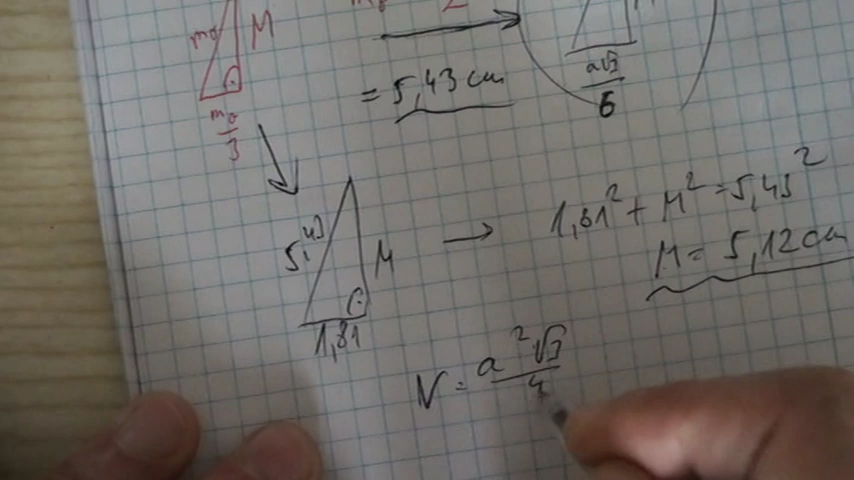 M
a√3
6
= 5,43 cm
5,43
M
1,81
1,81² + M² = 5,43²
M = 5,12 cm
V = a²√3
4